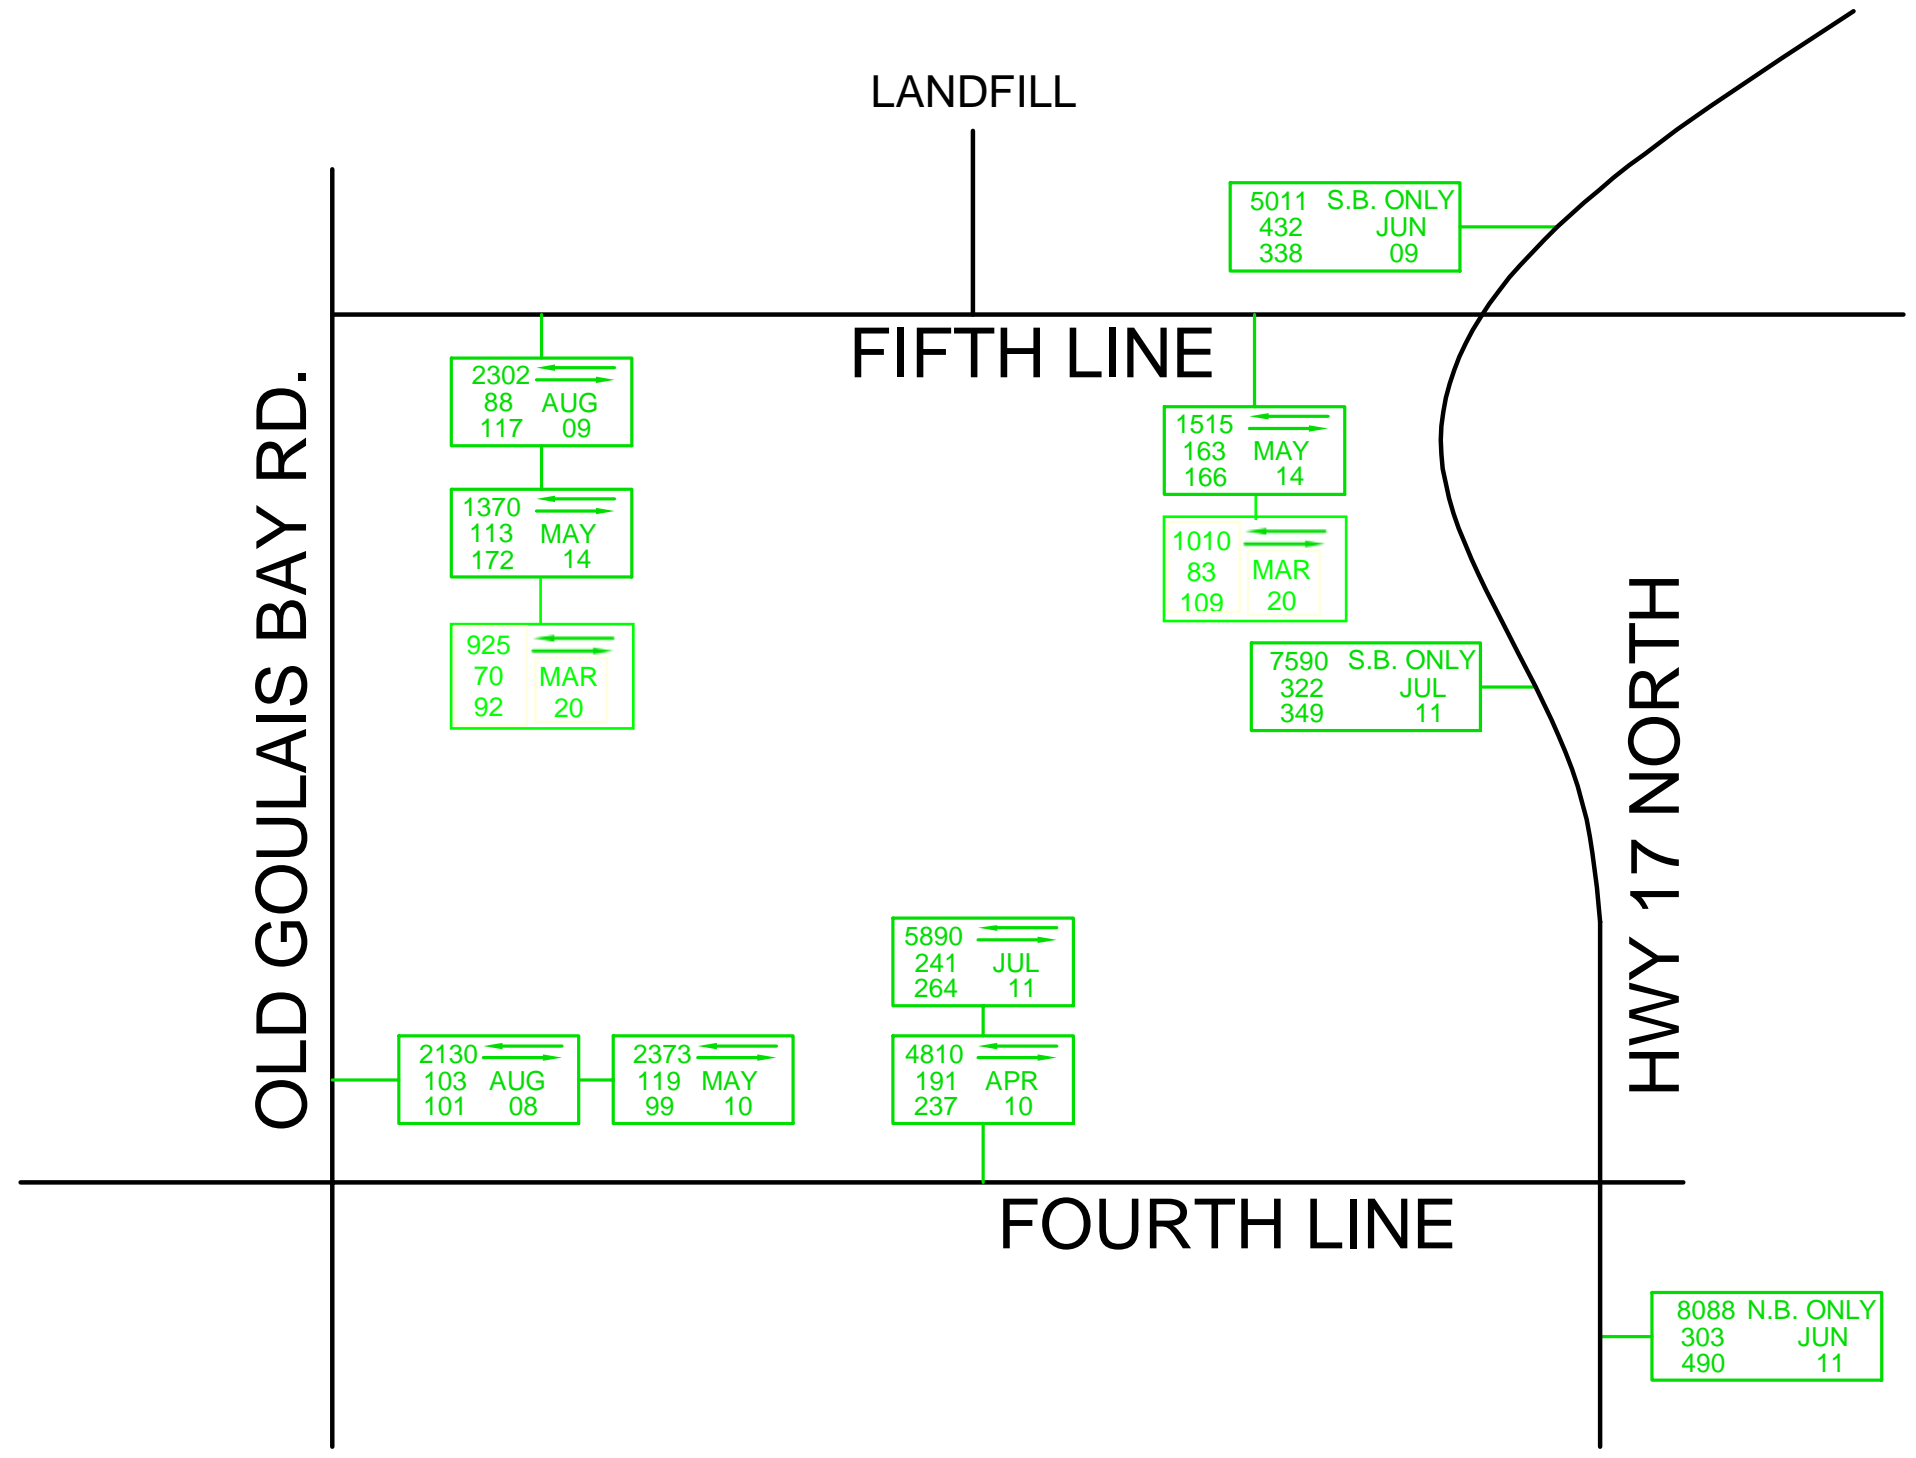 LANDFILL
5011 S.B. ONLY
432 JUN
338 09
FIFTH LINE
2302
88 AUG
117 09
1370
113 MAY
172 14
925
70 MAR
92 20
1515
163 MAY
166 14
1010
83 MAR
109 20
7590 S.B. ONLY
322 JUL
349 11
OLD GOULAIS BAY RD.
HWY 17 NORTH
5890
241 JUL
264 11
2130
103 AUG
101 08
2373
119 MAY
99 10
4810
191 APR
237 10
FOURTH LINE
8088 N.B. ONLY
303 JUN
490 11